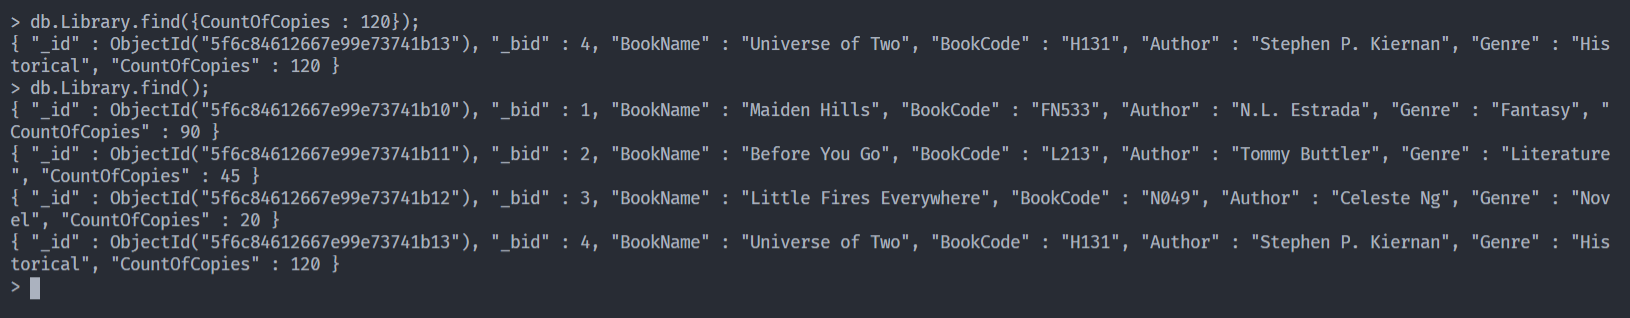 > db.Library.find({CountOfCopies : 120});
{ "_id" : ObjectId("5f6c84612667e99e73741b13"), "_bid" : 4, "BookName" : "Universe of Two", "BookCode" : "H131", "Author" : "Stephen P. Kiernan", "Genre" : "His
torical", "CountOfCopies" : 120 }
> db.Library.find();
{ "_id" : ObjectId("5f6c84612667e99e73741b10"), "_bid" : 1, "BookName" : "Maiden Hills", "BookCode" : "FN533", "Author" : "N.L. Estrada", "Genre" : "Fantasy", "
CountOfCopies" : 90 }
{ "_id" : ObjectId("5f6c84612667e99e73741b11"), "_bid" : 2, "BookName" : "Before You Go", "BookCode" : "L213", "Author" : "Tommy Buttler", "Genre" : "Literature
", "CountOfCopies" : 45 }
{ "_id" : ObjectId("5f6c84612667e99e73741b12"), "_bid" : 3, "BookName" : "Little Fires Everywhere", "BookCode" : "N049", "Author" : "Celeste Ng", "Genre" : "Nov
el", "CountOfCopies" : 20 }
{ "_id" : ObjectId("5f6c84612667e99e73741b13"), "_bid" : 4, "BookName" : "Universe of Two", "BookCode" : "H131", "Author" : "Stephen P. Kiernan", "Genre" : "His
torical", "CountOfCopies" : 120 }
>